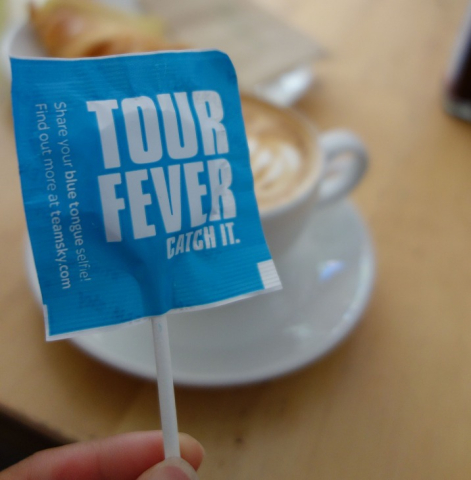 TOUR
FEVER
CATCH IT.
Share your blue tongue selfie!
Find out more at teamsky.com